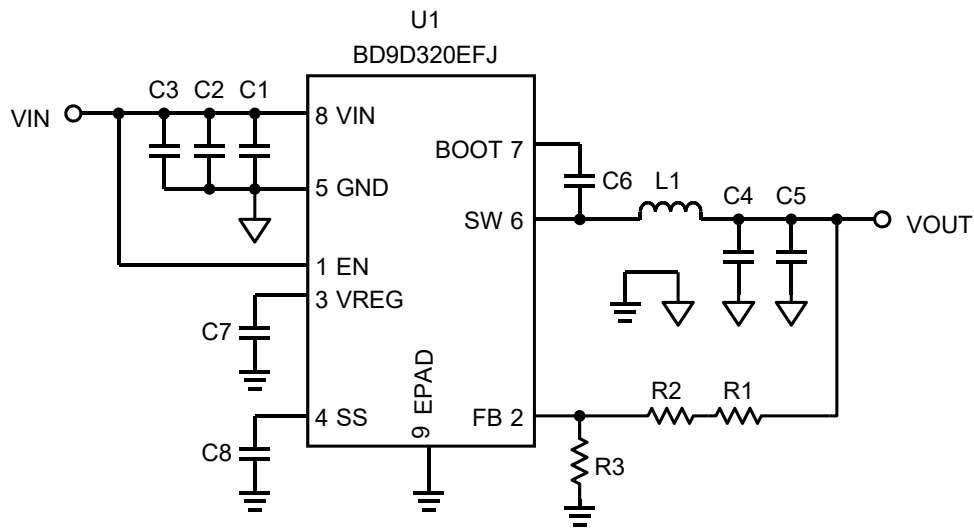 U1
BD9D320EFJ
C3 C2 C1
VIN
8 VIN
BOOT 7
5 GND
C6
L1
C4 C5
SW 6
VOUT
1 EN
3 VREG
C7
9 EPAD
R2 R1
4 SS
FB 2
C8
R3